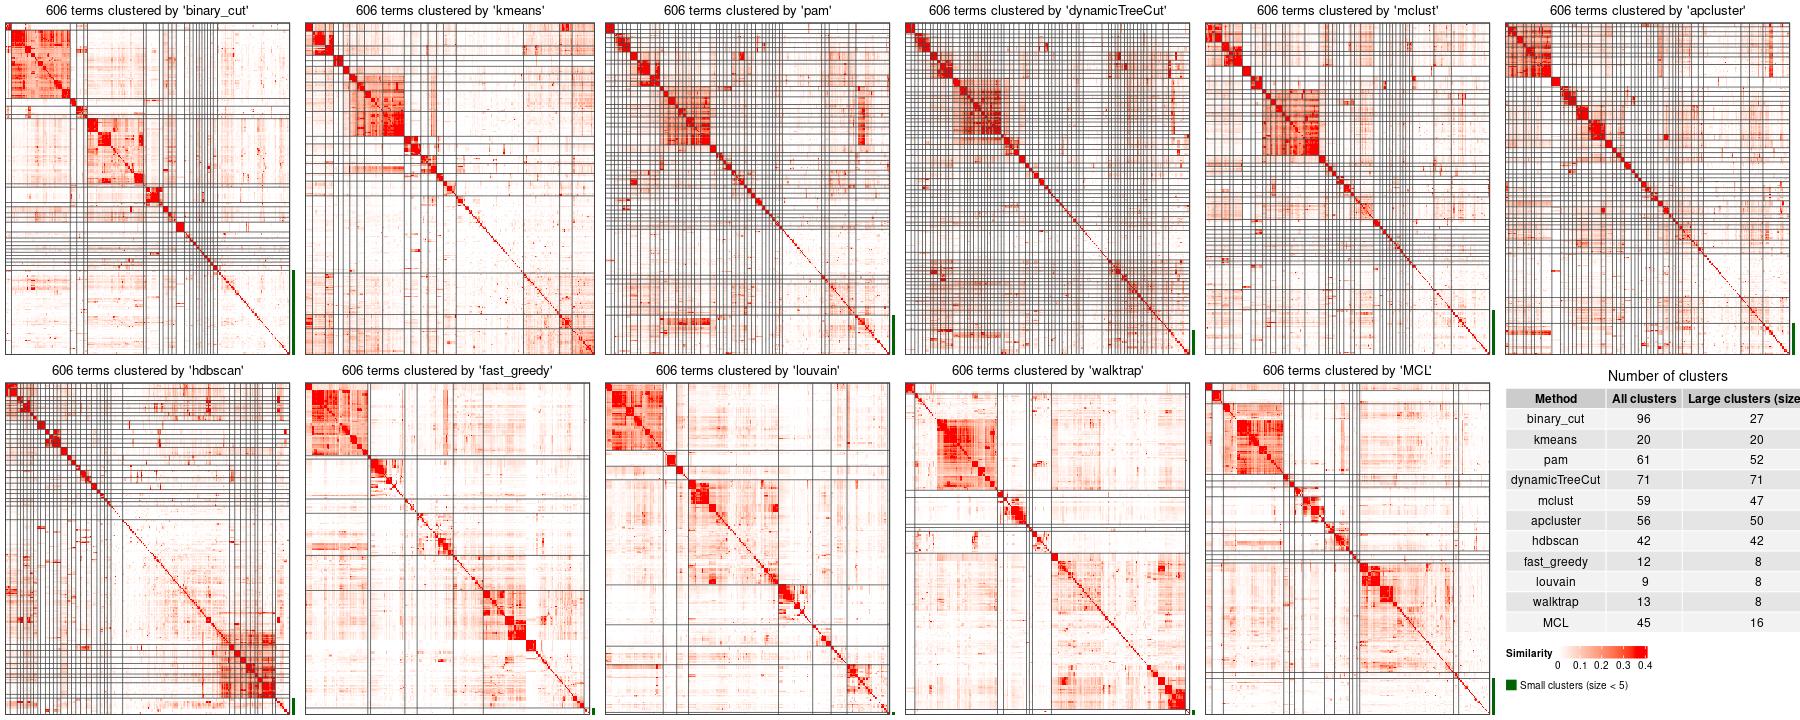 606 terms clustered by 'binary_cut'
606 terms clustered by 'kmeans'
606 terms clustered by 'pam'
606 terms clustered by 'dynamicTreeCut'
606 terms clustered by 'mclust'
606 terms clustered by 'apcluster'
606 terms clustered by 'hdbscan'
606 terms clustered by 'fast_greedy'
606 terms clustered by 'louvain'
606 terms clustered by 'walktrap'
606 terms clustered by 'MCL'
Number of clusters
Method All clusters Large clusters (size
binary_cut 96 27
kmeans 20 20
pam 61 52
dynamicTreeCut 71 71
mclust 59 47
apcluster 56 50
hdbscan 42 42
fast_greedy 12 8
louvain 9 8
walktrap 13 8
MCL 45 16
Similarity
0 0.1 0.2 0.3 0.4
Small clusters (size < 5)